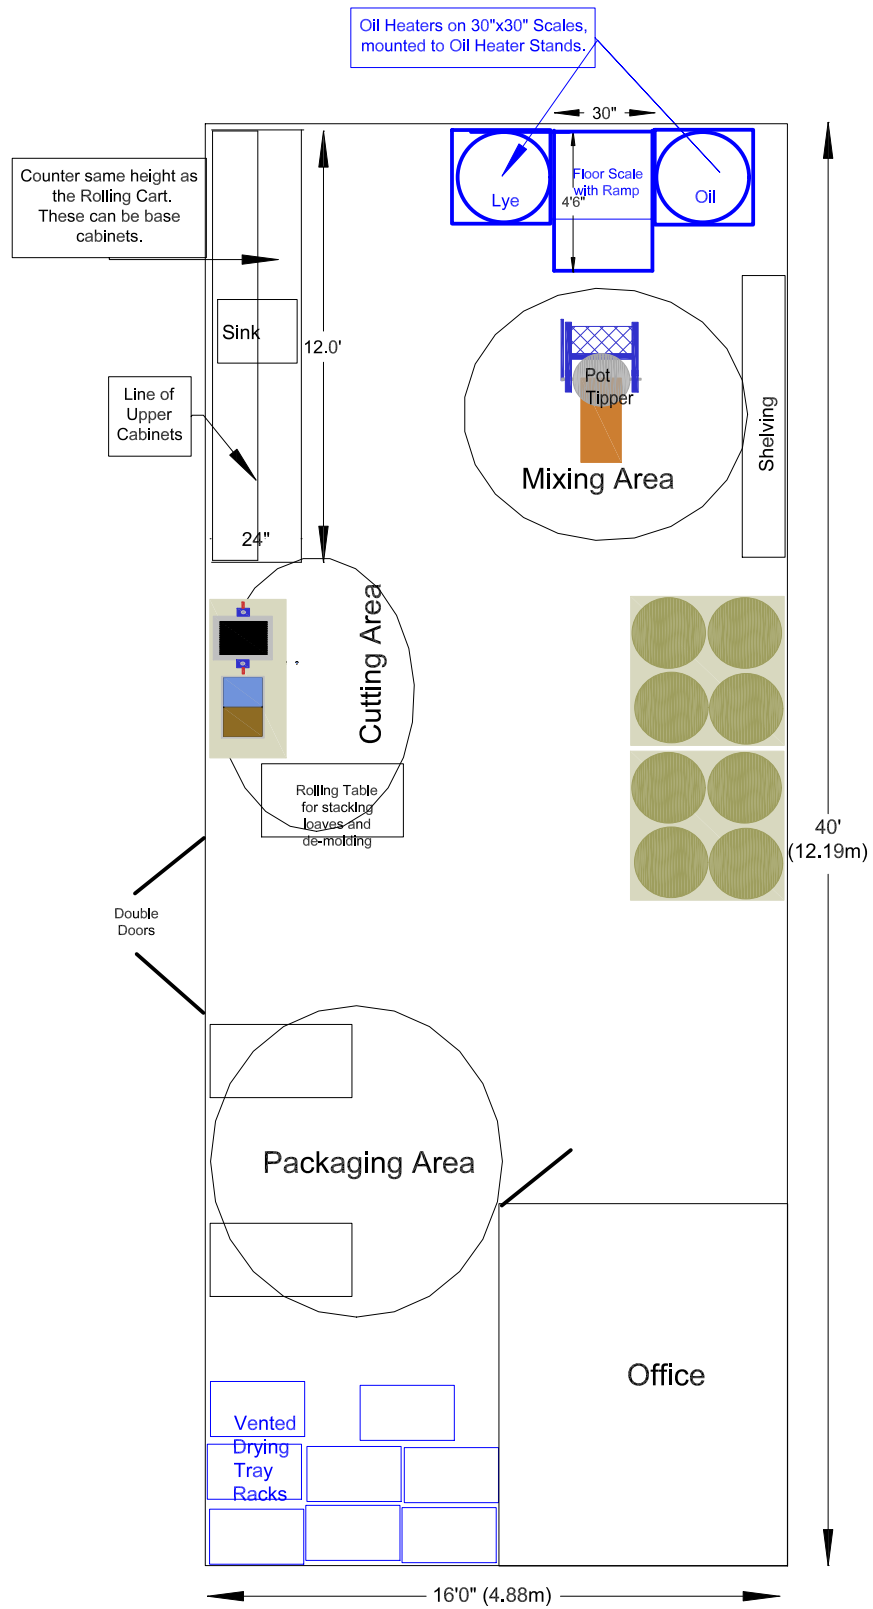 Oil Heaters on 30"x30" Scales,
mounted to Oil Heater Stands.
30"
Counter same height as
the Rolling Cart.
These can be base
cabinets.
Lye
Floor Scale
with Ramp
4'6"
Oil
Sink
12.0'
Line of
Upper
Cabinets
Pot
Tipper
Mixing Area
Shelving
24"
Cutting Area
Rolling Table
for stacking
loaves and
de-molding
40'
(12.19m)
Double
Doors
Packaging Area
Office
Vented
Drying
Tray
Racks
16'0" (4.88m)